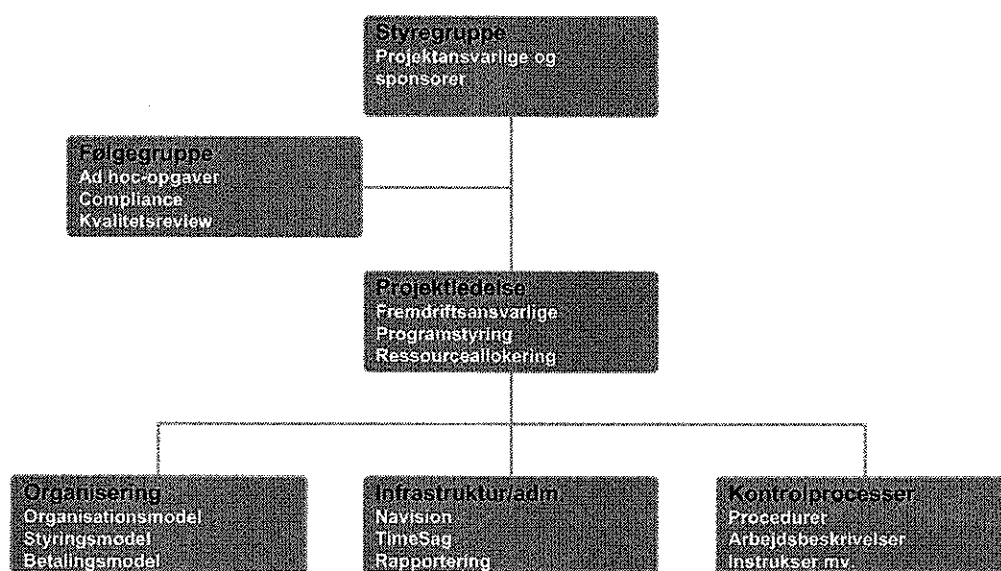 Styregruppe
Projektansvarlige og
sponsorer
Følgegruppe
Ad hoc-opgaver
Compliance
Kvalitetsreview
Projektledelse
Fremdriftsansvarlige
Programstyring
Ressourceallokering
Organisering
Organisationsmodel
Styringsmodel
Betalingsmodel
Infrastruktur/adm.
Navision
TimeSag
Rapportering
Kontrolprocesser
Procedurer
Arbejdsbeskrivelser
Instrukser mv.